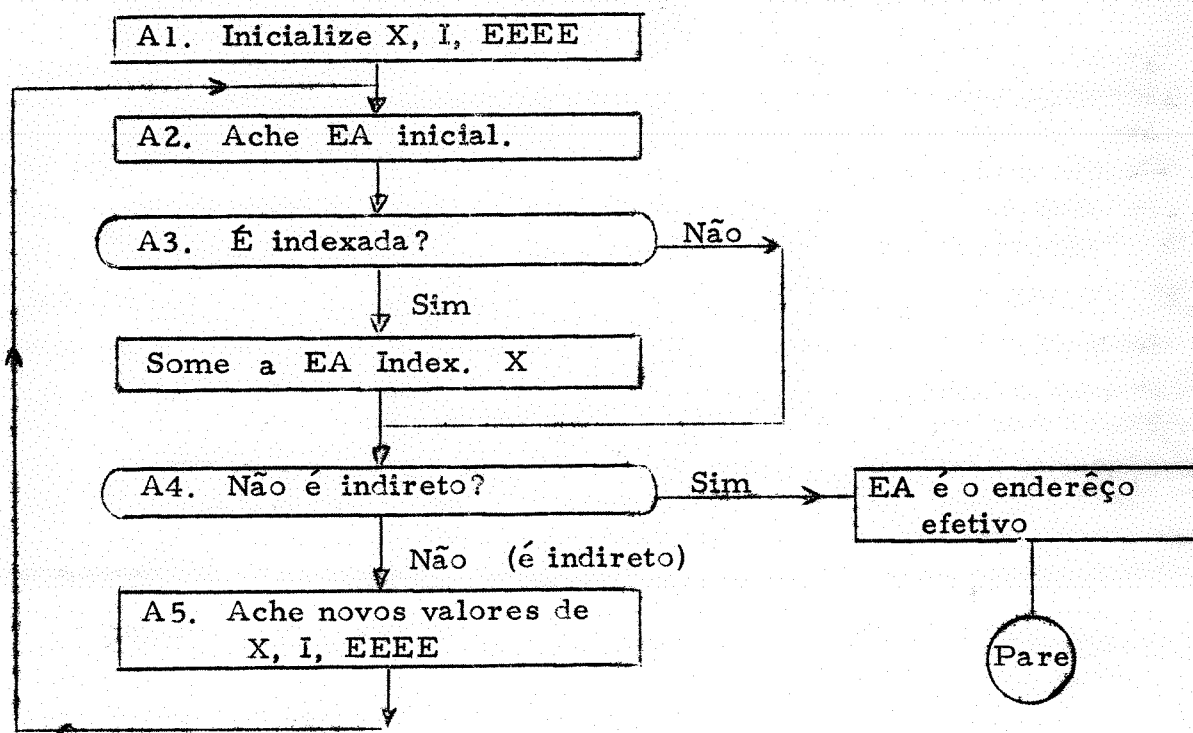 A1. Inicialize X, I, EEEE
A2. Ache EA inicial.
A3. É indexada?
Não
Sim
Some a EA Index. X
A4. Não é indireto?
Sim
EA é o enderêço
efetivo
Não (é indireto)
A5. Ache novos valores de
X, I, EEEE
Pare